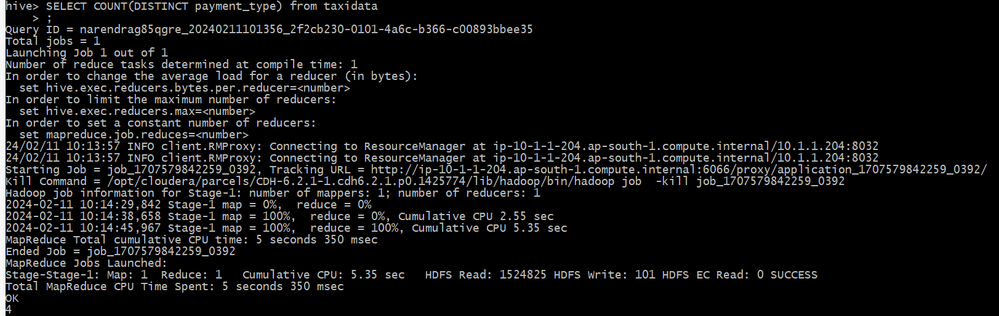 hive> SELECT COUNT(DISTINCT payment_type) from taxidata
    > ;
Query ID = narendrag85qgre_20240211101356_2f2cb230-0101-4a6c-b366-c00893bbee35
Total jobs = 1
Launching Job 1 out of 1
Number of reduce tasks determined at compile time: 1
In order to change the average load for a reducer (in bytes):
  set hive.exec.reducers.bytes.per.reducer=<number>
In order to limit the maximum number of reducers:
  set hive.exec.reducers.max=<number>
In order to set a constant number of reducers:
  set mapreduce.job.reduces=<number>
24/02/11 10:13:57 INFO client.RMProxy: Connecting to ResourceManager at ip-10-1-1-204.ap-south-1.compute.internal/10.1.1.204:8032
24/02/11 10:13:57 INFO client.RMProxy: Connecting to ResourceManager at ip-10-1-1-204.ap-south-1.compute.internal/10.1.1.204:8032
Starting Job = job_1707579842259_0392, Tracking URL = http://ip-10-1-1-204.ap-south-1.compute.internal:6066/proxy/application_1707579842259_0392/
Kill Command = /opt/cloudera/parcels/CDH-6.2.1-1.cdh6.2.1.p0.1425774/lib/hadoop/bin/hadoop job  -kill job_1707579842259_0392
Hadoop job information for Stage-1: number of mappers: 1; number of reducers: 1
2024-02-11 10:14:29,842 Stage-1 map = 0%,  reduce = 0%
2024-02-11 10:14:38,658 Stage-1 map = 100%,  reduce = 0%, Cumulative CPU 2.55 sec
2024-02-11 10:14:45,967 Stage-1 map = 100%,  reduce = 100%, Cumulative CPU 5.35 sec
MapReduce Total cumulative CPU time: 5 seconds 350 msec
Ended Job = job_1707579842259_0392
MapReduce Jobs Launched:
Stage-Stage-1: Map: 1  Reduce: 1   Cumulative CPU: 5.35 sec   HDFS Read: 1524825 HDFS Write: 101 HDFS EC Read: 0 SUCCESS
Total MapReduce CPU Time Spent: 5 seconds 350 msec
OK
4